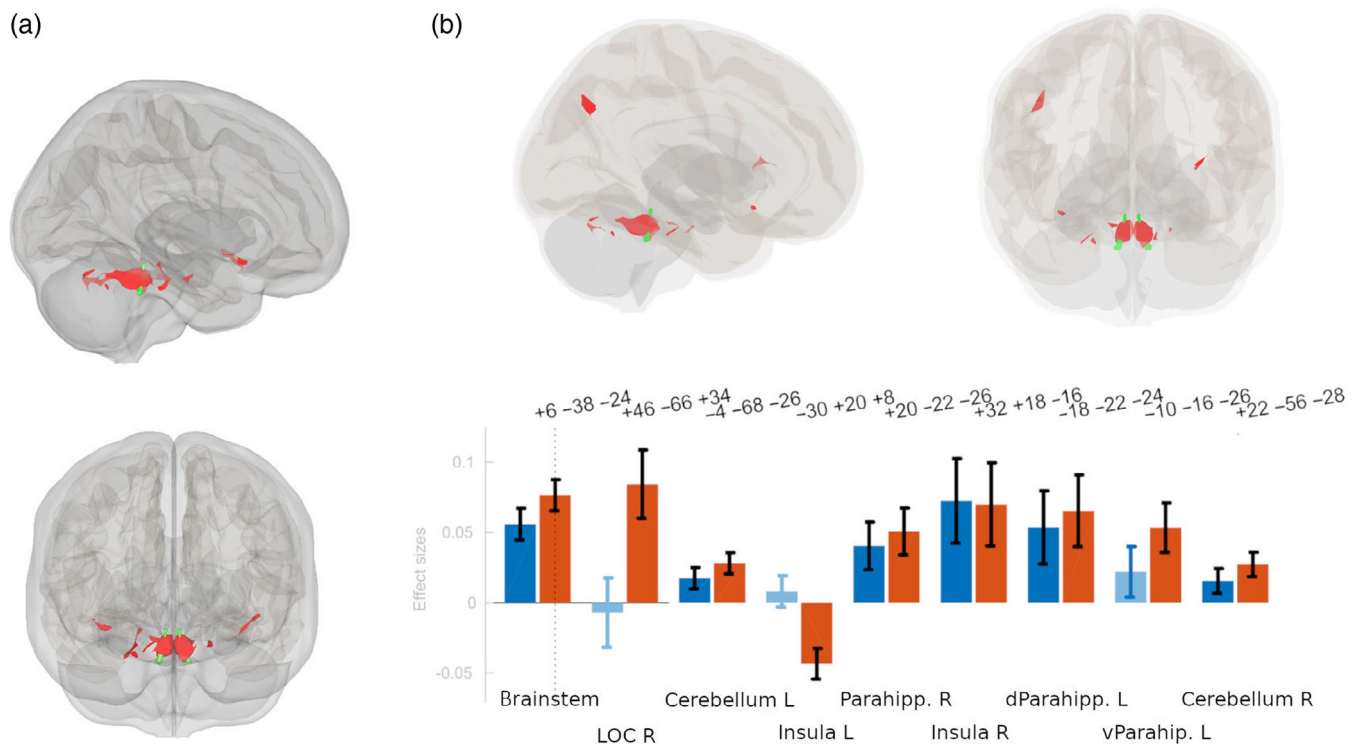 (a)
(b)
+6 −38 −24
+46 −66 +34
−4 −68 −26
−30 +20 +8
+20 −22 −26
+32 +18 −16
−18 −22 −24
−10 −16 −26
+22 −56 −28
Effect sizes
0.1
0.05
0
-0.05
Brainstem
LOC R
Cerebellum L
Insula L
Parahipp. R
Insula R
dParahipp. L
vParahip. L
Cerebellum R